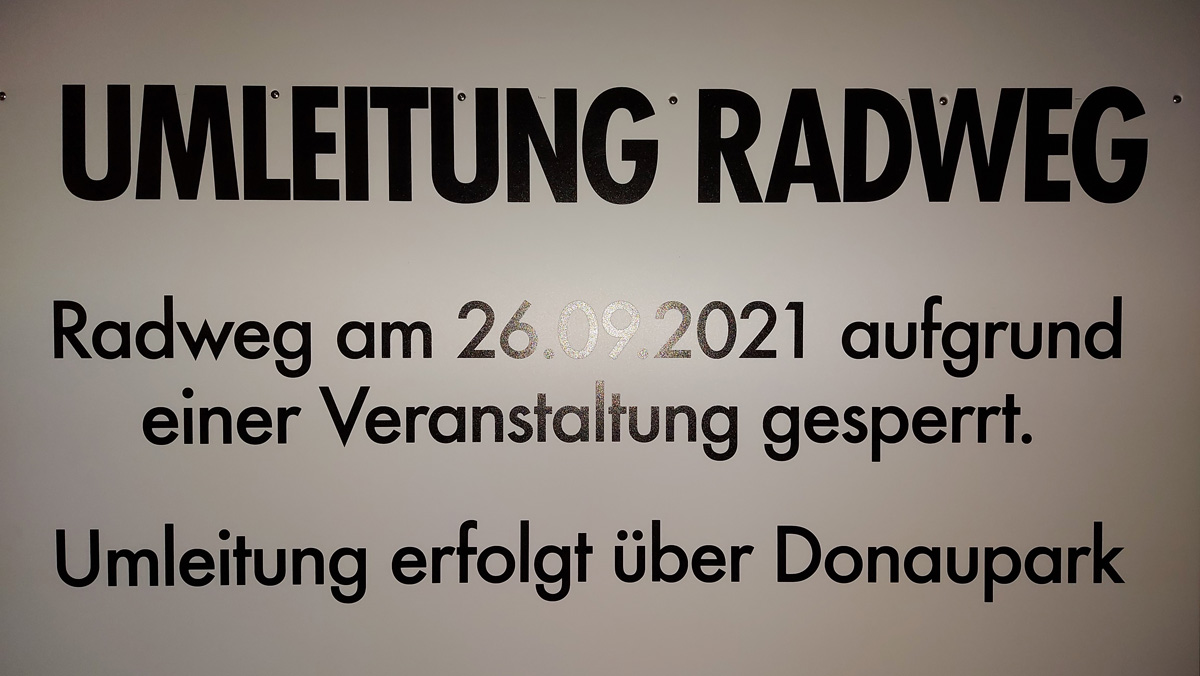 UMLEITUNG RADWEG
Radweg am 26.09.2021 aufgrund
einer Veranstaltung gesperrt.
Umleitung erfolgt über Donaupark